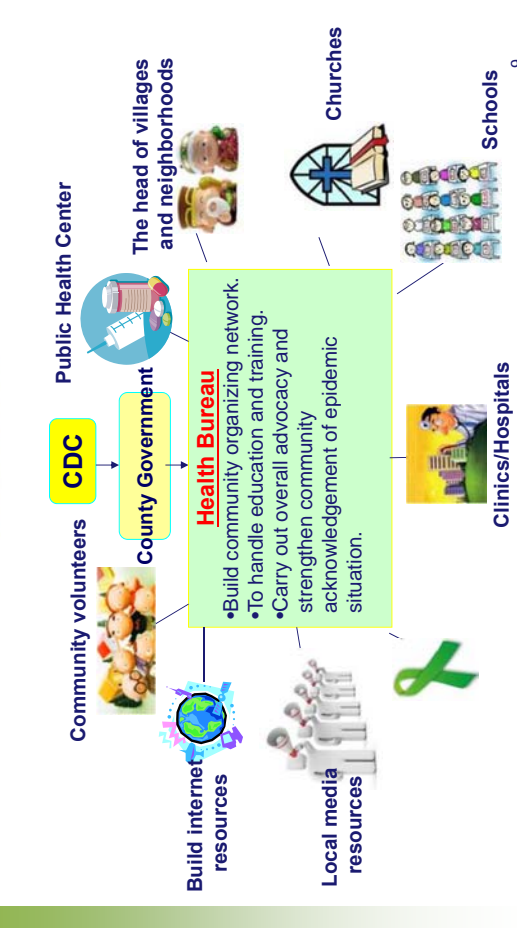 CDC
Public Health Center
Community volunteers
County Government
The head of villages
and neighborhoods
Build internet
resources
Health Bureau
•Build community organizing network.
•To handle education and training.
•Carry out overall advocacy and
strengthen community
acknowledgement of epidemic
situation.
Churches
Local media
resources
Schools
Clinics/Hospitals